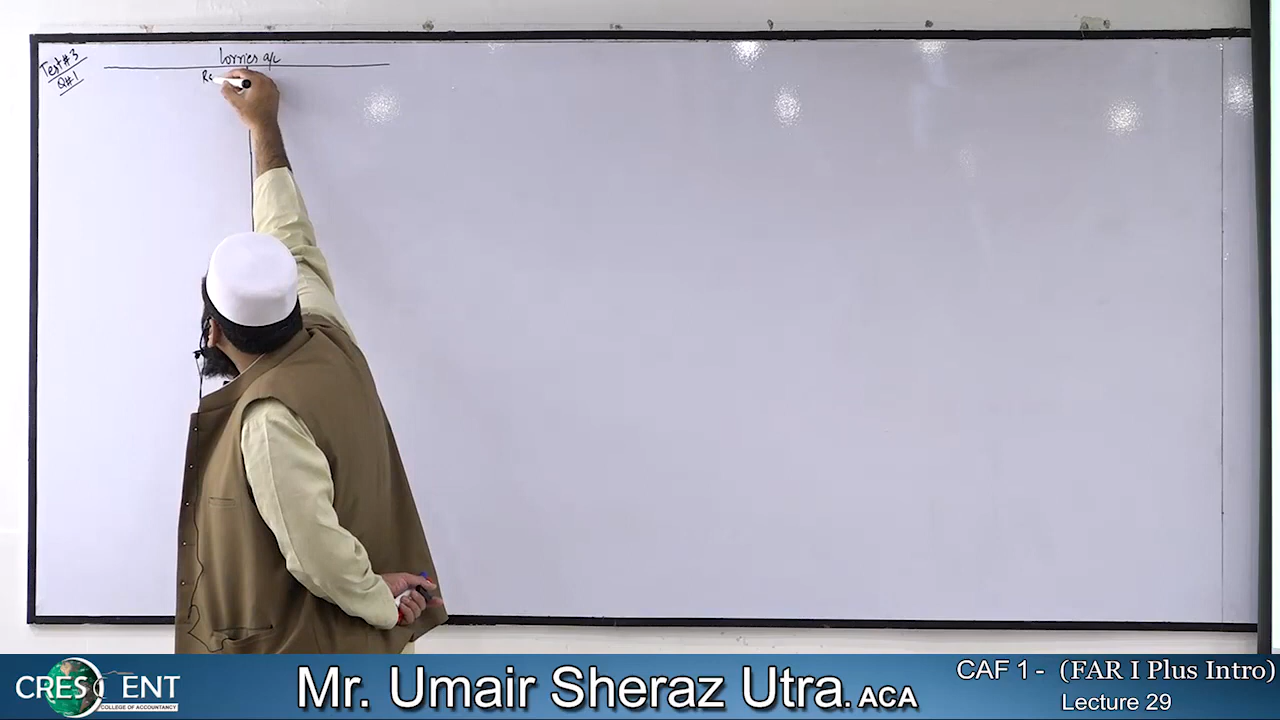 Test#3
Q#1
Lorries a/c
Rs
CRESCENT
COLLEGE OF ACCOUNTANCY
Mr. Umair Sheraz Utra. ACA
CAF 1 - (FAR I Plus Intro)
Lecture 29